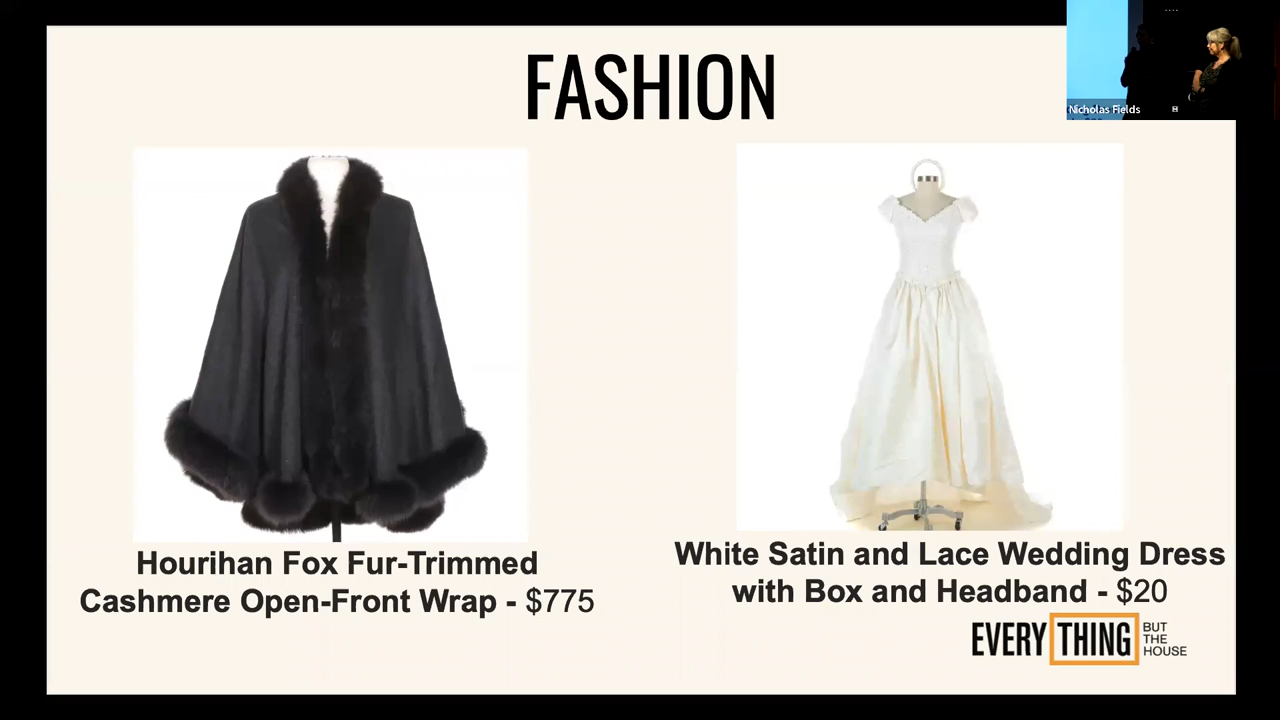 FASHION
Nicholas Fields
Hourihan Fox Fur-Trimmed
Cashmere Open-Front Wrap - $775
White Satin and Lace Wedding Dress
with Box and Headband - $20
EVERY THING BUT
THE
HOUSE